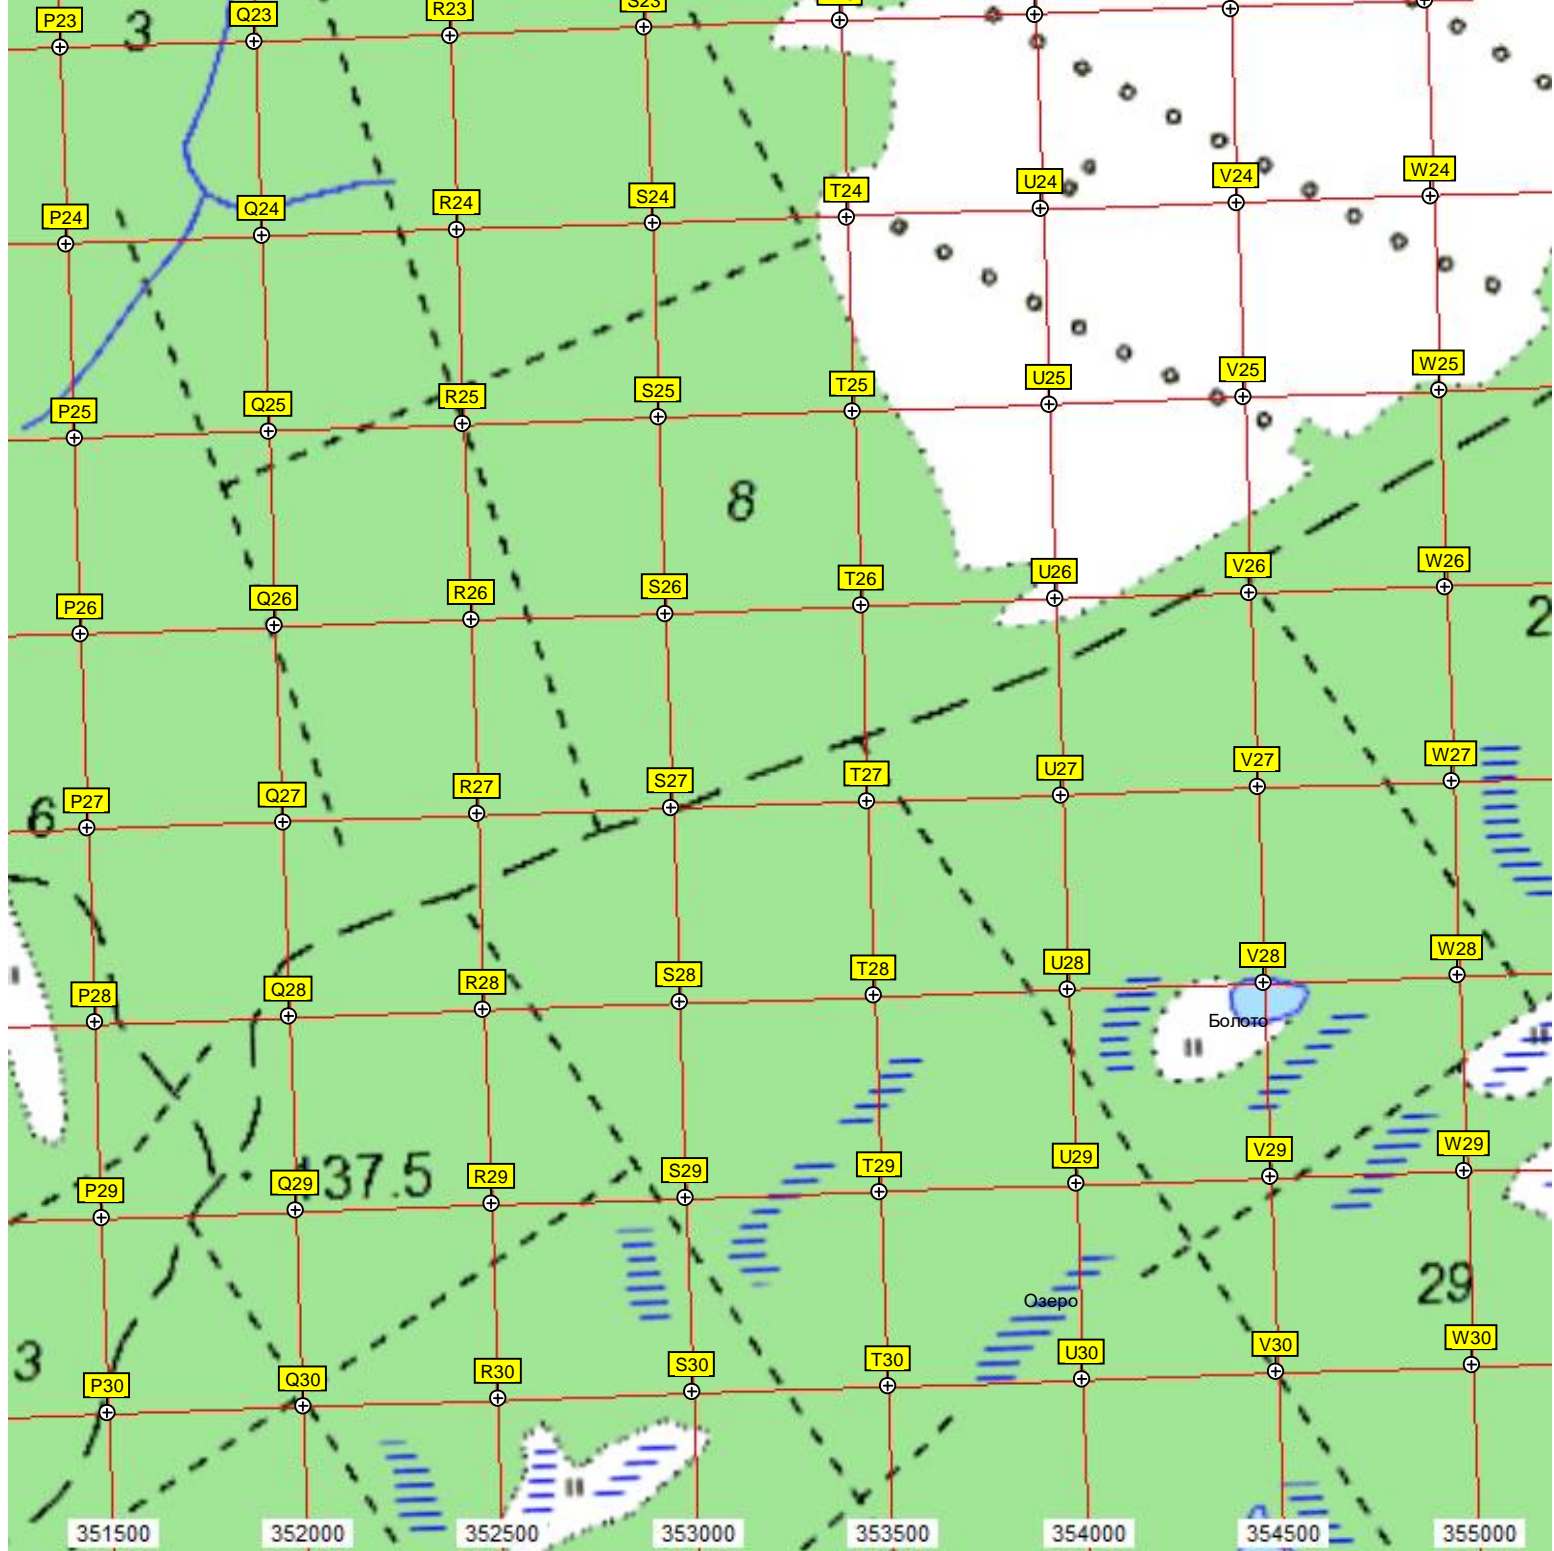 P23 Q23 R23 S23
3
P24 Q24 R24 S24 T24 U24 V24 W24
P25 Q25 R25 S25 T25 U25 V25 W25
8
P26 Q26 R26 S26 T26 U26 V26 W26
2
P27 Q27 R27 S27 T27 U27 V27 W27
6
P28 Q28 R28 S28 T28 U28 V28 W28
Болото
P29 Q29 R29 S29 T29 U29 V29 W29
137.5
29
Озеро
3
P30 Q30 R30 S30 T30 U30 V30 W30
351500 352000 352500 353000 353500 354000 354500 355000